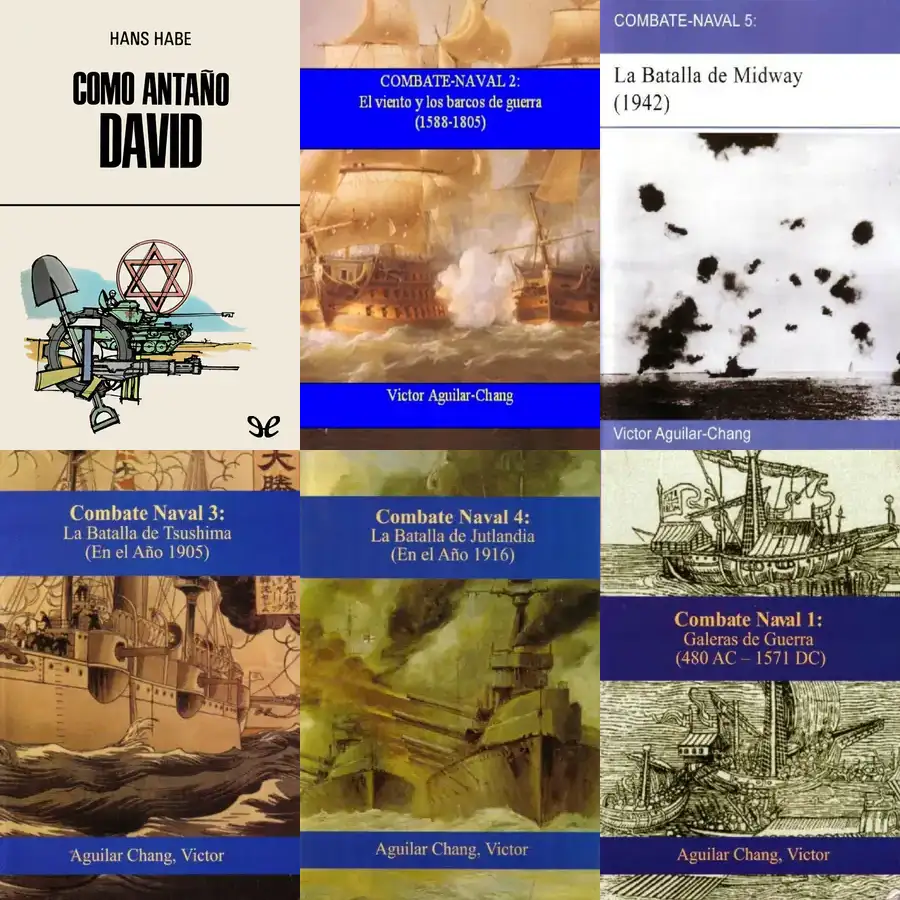 HANS HABE
COMO ANTAÑO
DAVID
COMBATE-NAVAL 2:
El viento y los barcos de guerra
(1588-1805)
Victor Aguilar-Chang
COMBATE-NAVAL 5:
La Batalla de Midway
(1942)
Victor Aguilar-Chang
Combate Naval 3:
La Batalla de Tsushima
(En el Año 1905)
Aguilar Chang, Victor
Combate Naval 4:
La Batalla de Jutlandia
(En el Año 1916)
Aguilar Chang, Victor
Combate Naval 1:
Galeras de Guerra
(480 AC – 1571 DC)
Aguilar Chang, Victor